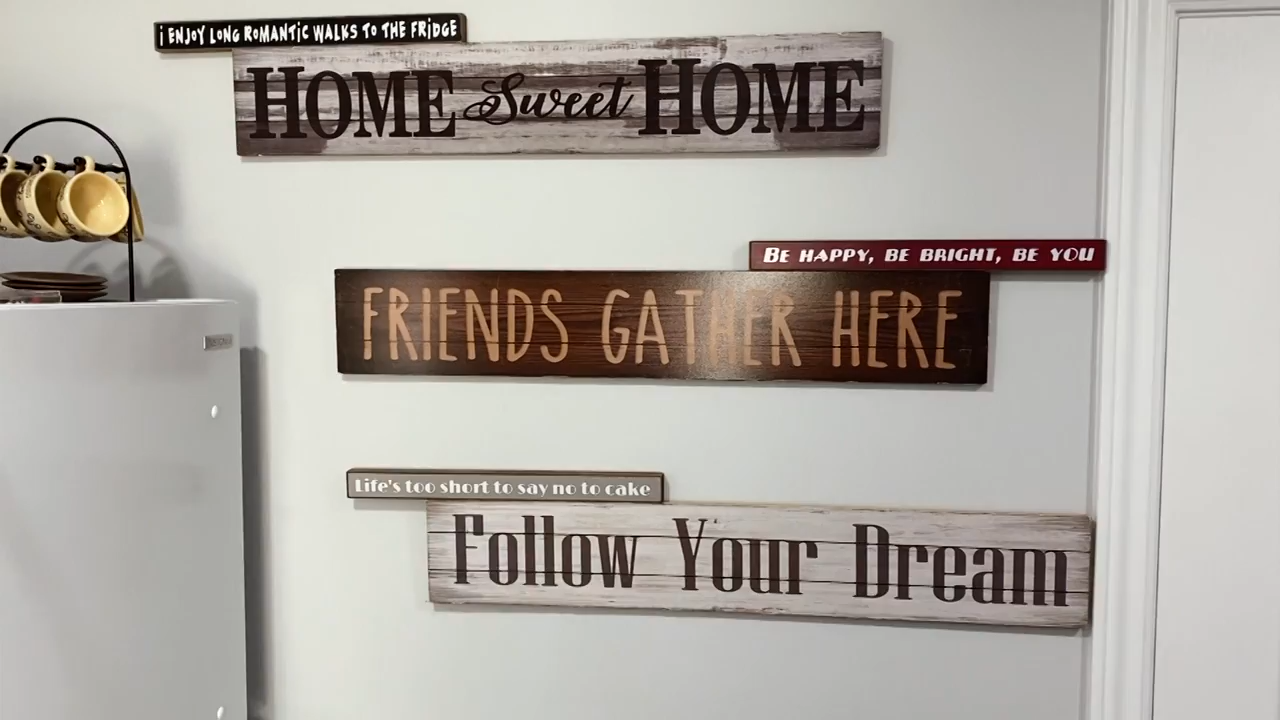 i ENJOY LONG ROMANTiC WALKS TO THE FRiDGE
HOME Sweet HOME
BE HAPPY, BE BRIGHT, BE YOU
FRIENDS GATHER HERE
Life's too short to say no to cake
Follow Your Dream